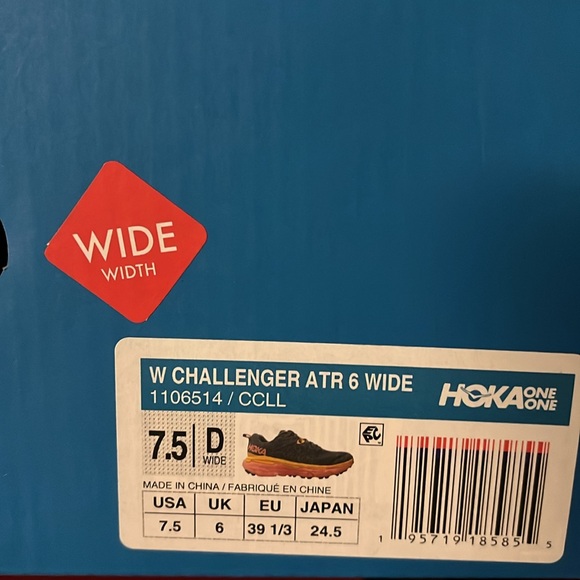 WIDE
WIDTH
W CHALLENGER ATR 6 WIDE
1106514 / CCLL
HOKA ONE ONE
7.5 D
WIDE
HOKA
MADE IN CHINA / FABRIQUÉ EN CHINE
USA UK EU JAPAN
7.5 6 39 1/3 24.5
1 95719 18585 5